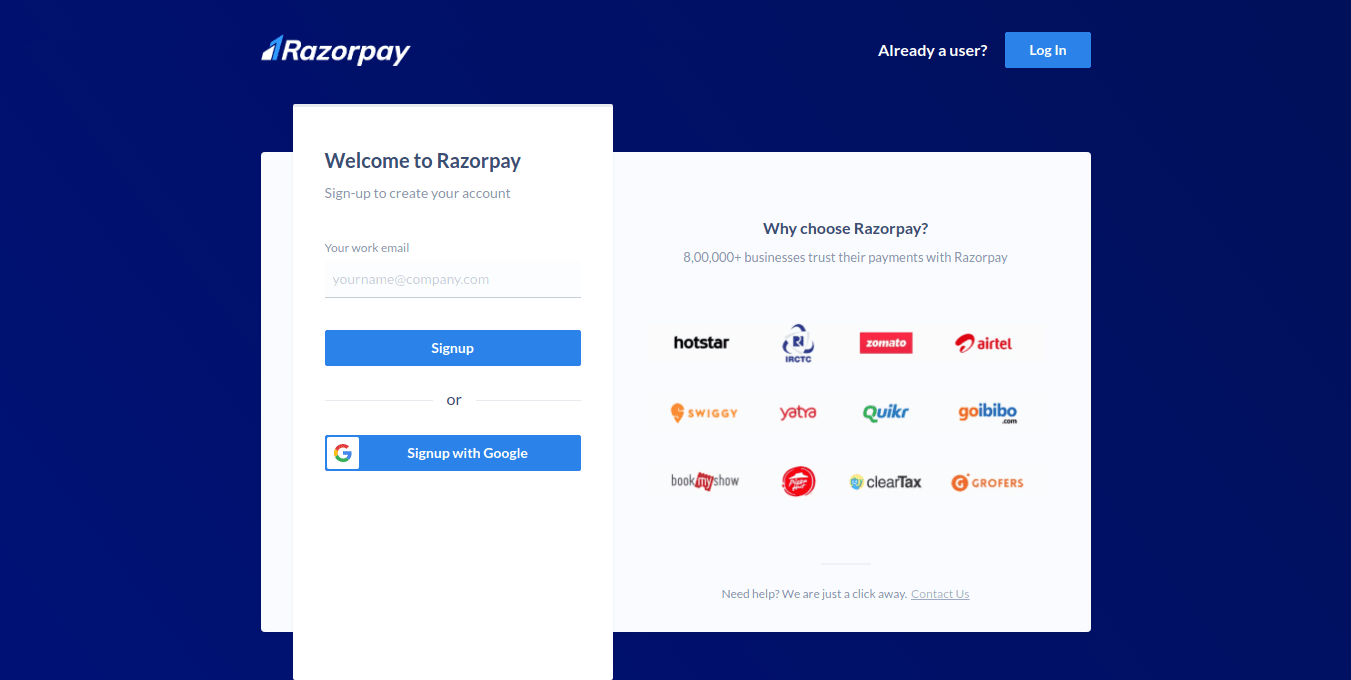 Razorpay
Already a user?
Log In
Welcome to Razorpay
Sign-up to create your account
Your work email
yourname@company.com
Signup
or
Signup with Google
Why choose Razorpay?
8,00,000+ businesses trust their payments with Razorpay
hotstar
IRCTC
zomato
airtel
SWIGGY
yatra
Quikr
goibibo
.com
bookmyshow
Pizza Hut
clearTax
GROFERS
Need help? We are just a click away. Contact Us